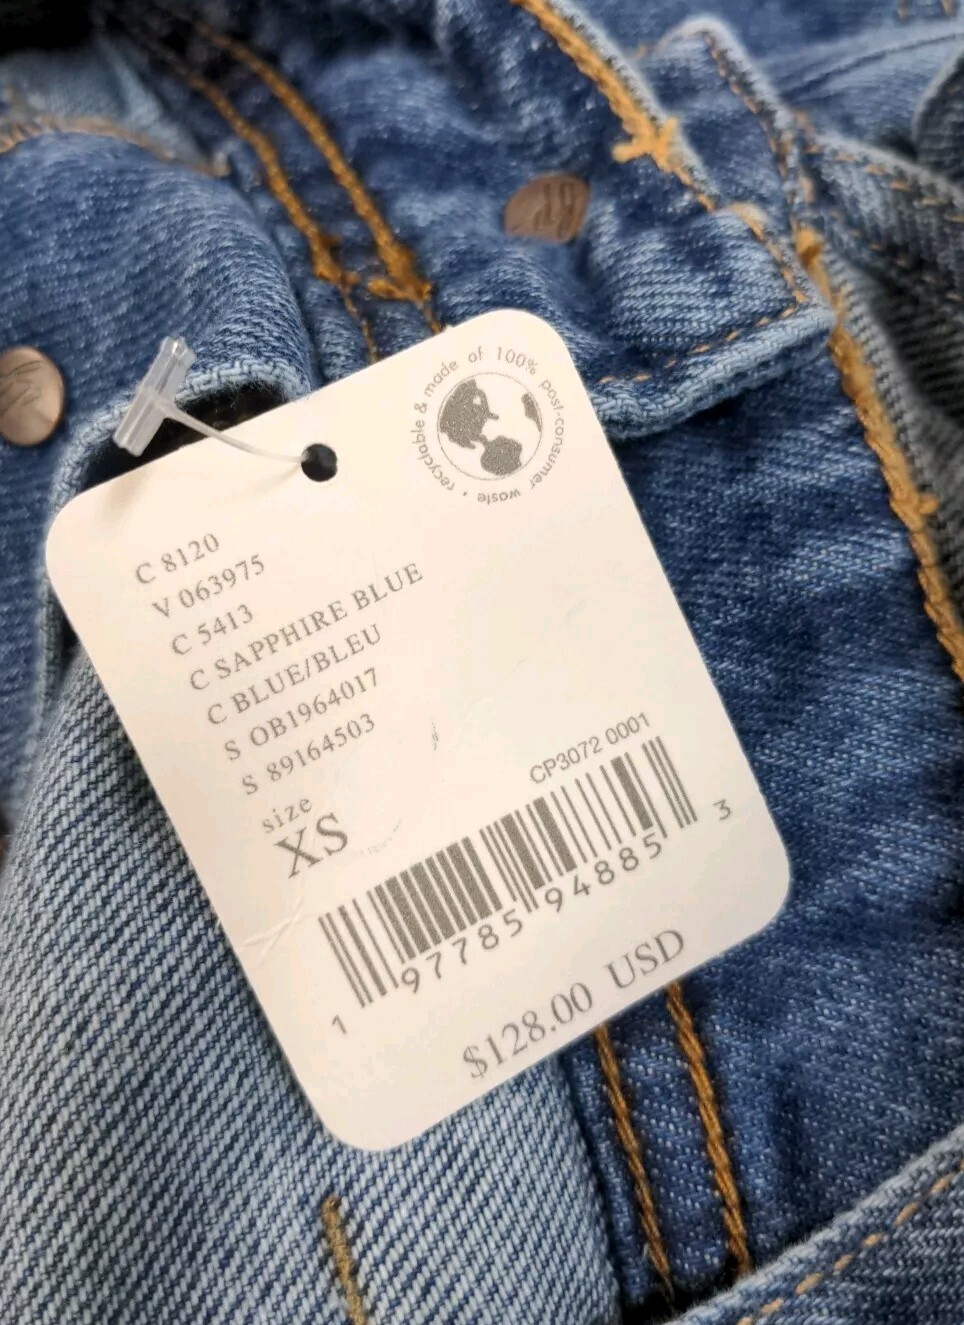 recyclable & made of 100% post-consumer waste •
C 8120
V 063975
C 5413
C SAPPHIRE BLUE
C BLUE/BLEU
S OB1964017
S 89164503
size
XS
CP3072 0001
1 97785 94885 3
$128.00 USD